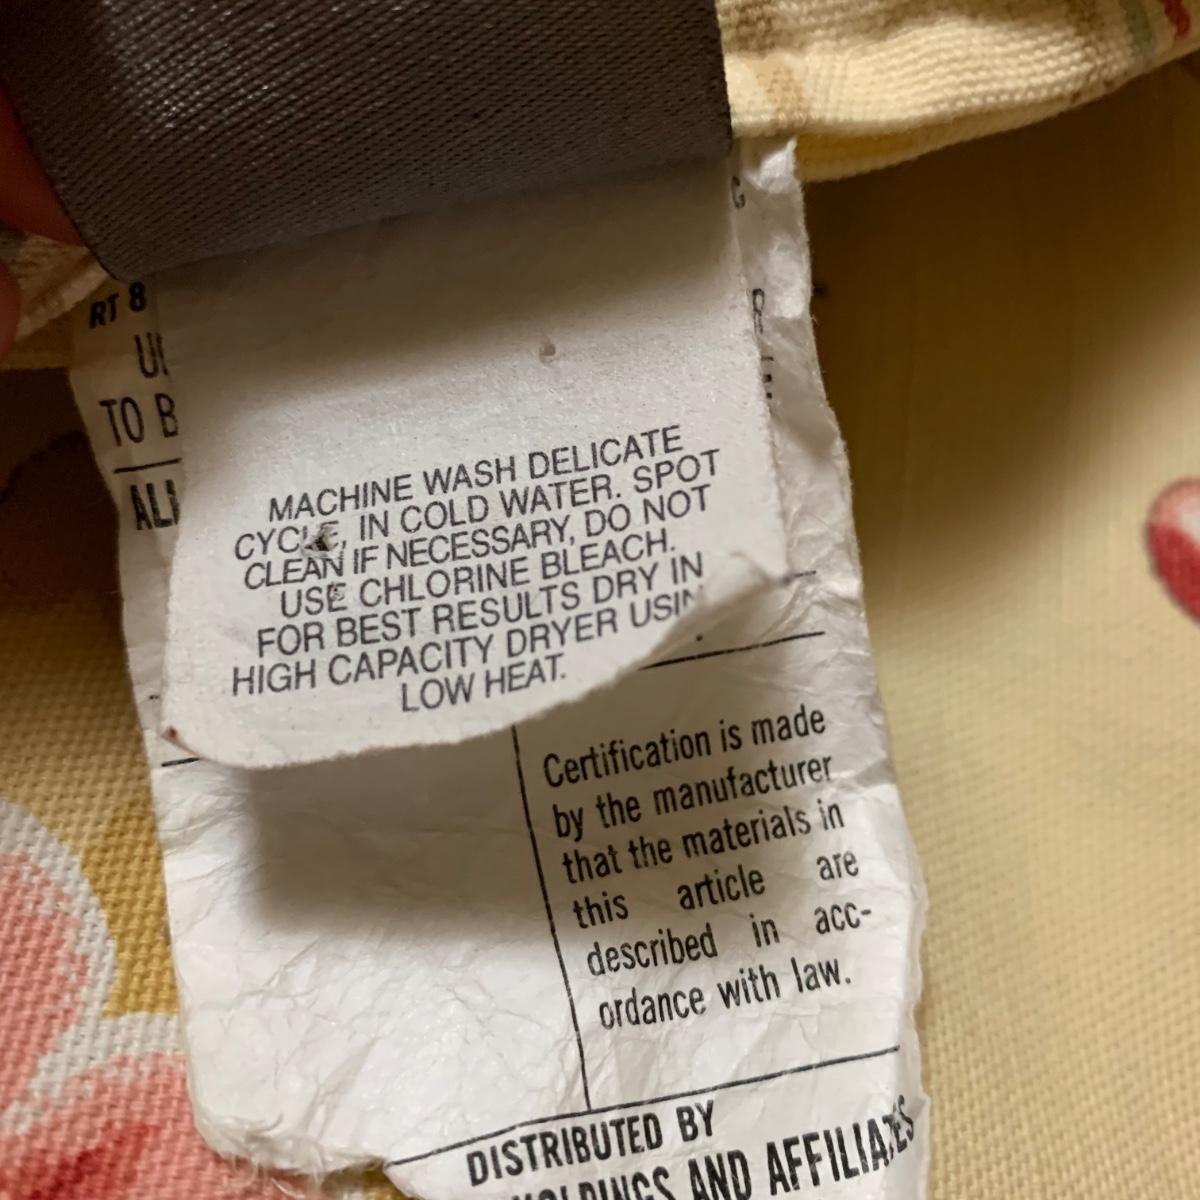 RT 8
TO B
MACHINE WASH DELICATE
CYCLE, IN COLD WATER. SPOT
CLEAN IF NECESSARY, DO NOT
USE CHLORINE BLEACH.
FOR BEST RESULTS DRY IN
HIGH CAPACITY DRYER USIN
LOW HEAT.
Certification is made
by the manufacturer
that the materials in
this article are
described in acc-
ordance with law.
DISTRIBUTED BY
AND AFFILIATES